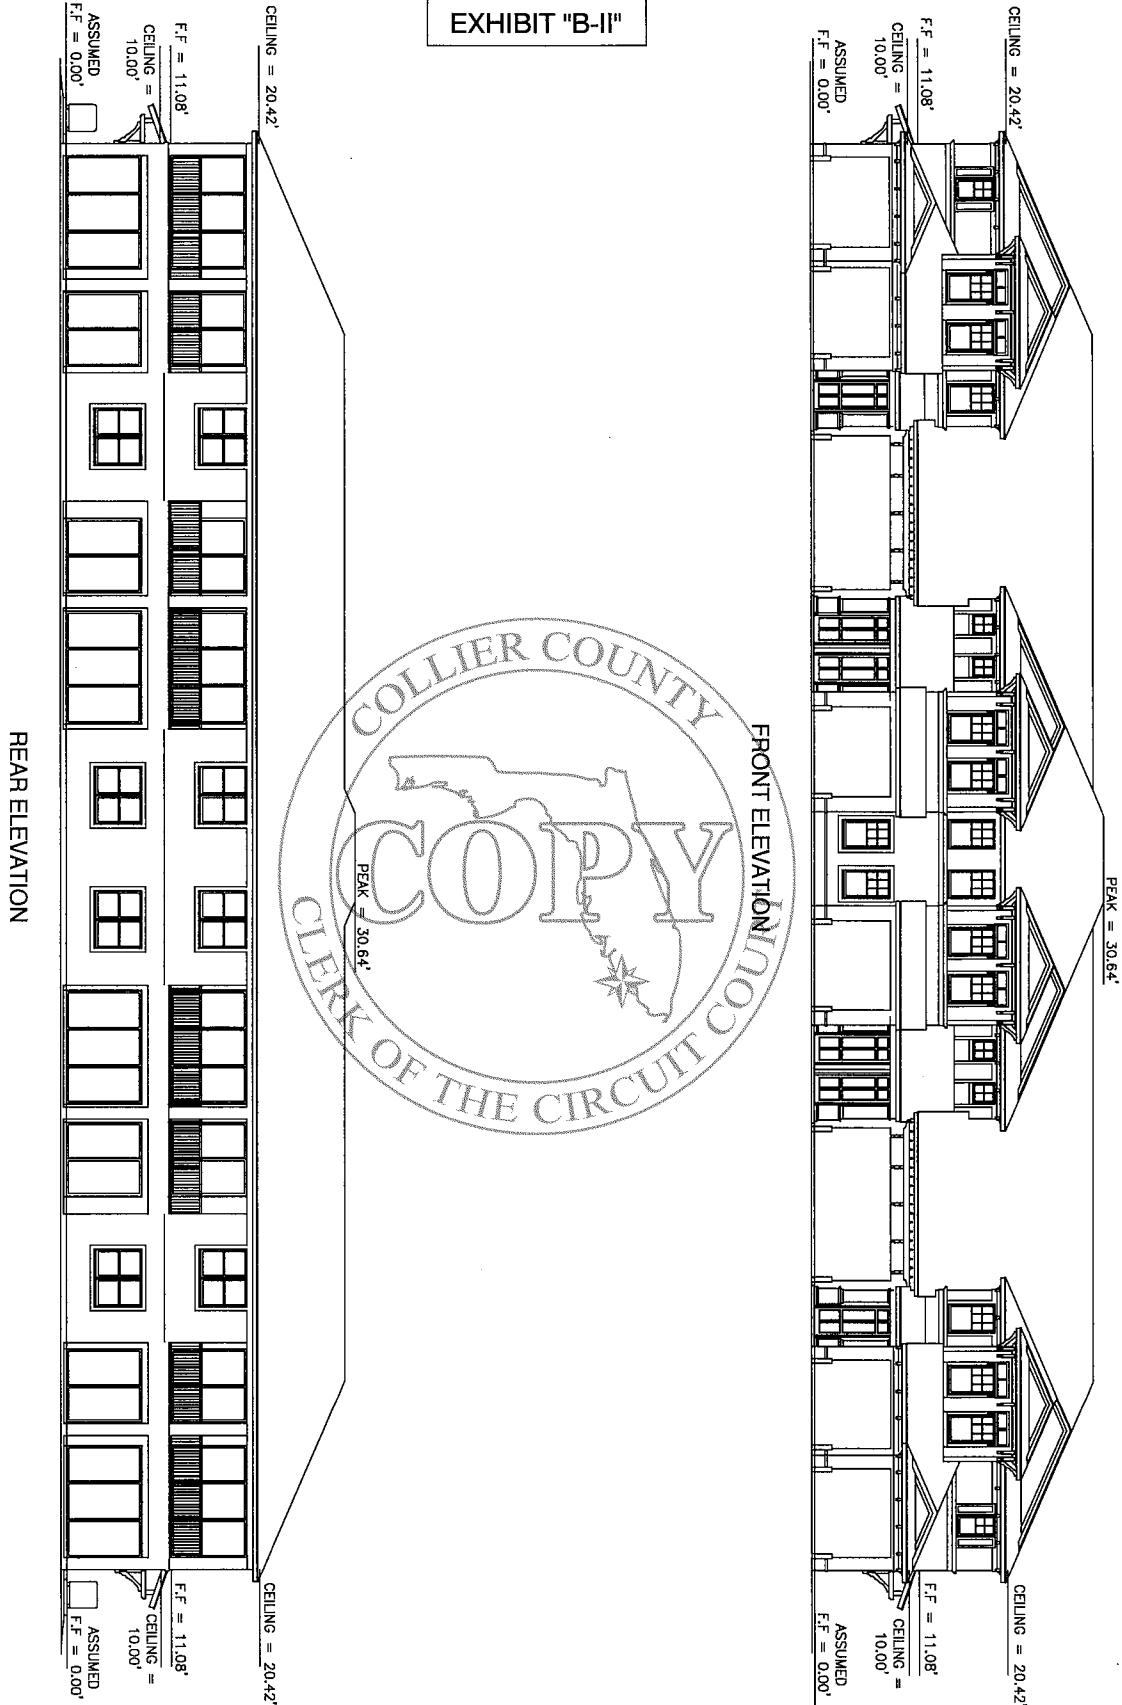 EXHIBIT "B-II"
CEILING = 20.42'
F.F = 11.08'
CEILING =
10.00'
ASSUMED
F.F = 0.00'
PEAK = 30.64'
CEILING = 20.42'
F.F = 11.08'
CEILING =
10.00'
ASSUMED
F.F = 0.00'
FRONT ELEVATION
COLLIER COUNTY
COPY
CLERK OF THE CIRCUIT COURT
CEILING = 20.42'
F.F = 11.08'
CEILING =
10.00'
ASSUMED
F.F = 0.00'
PEAK = 30.64'
CEILING = 20.42'
F.F = 11.08'
CEILING =
10.00'
ASSUMED
F.F = 0.00'
REAR ELEVATION